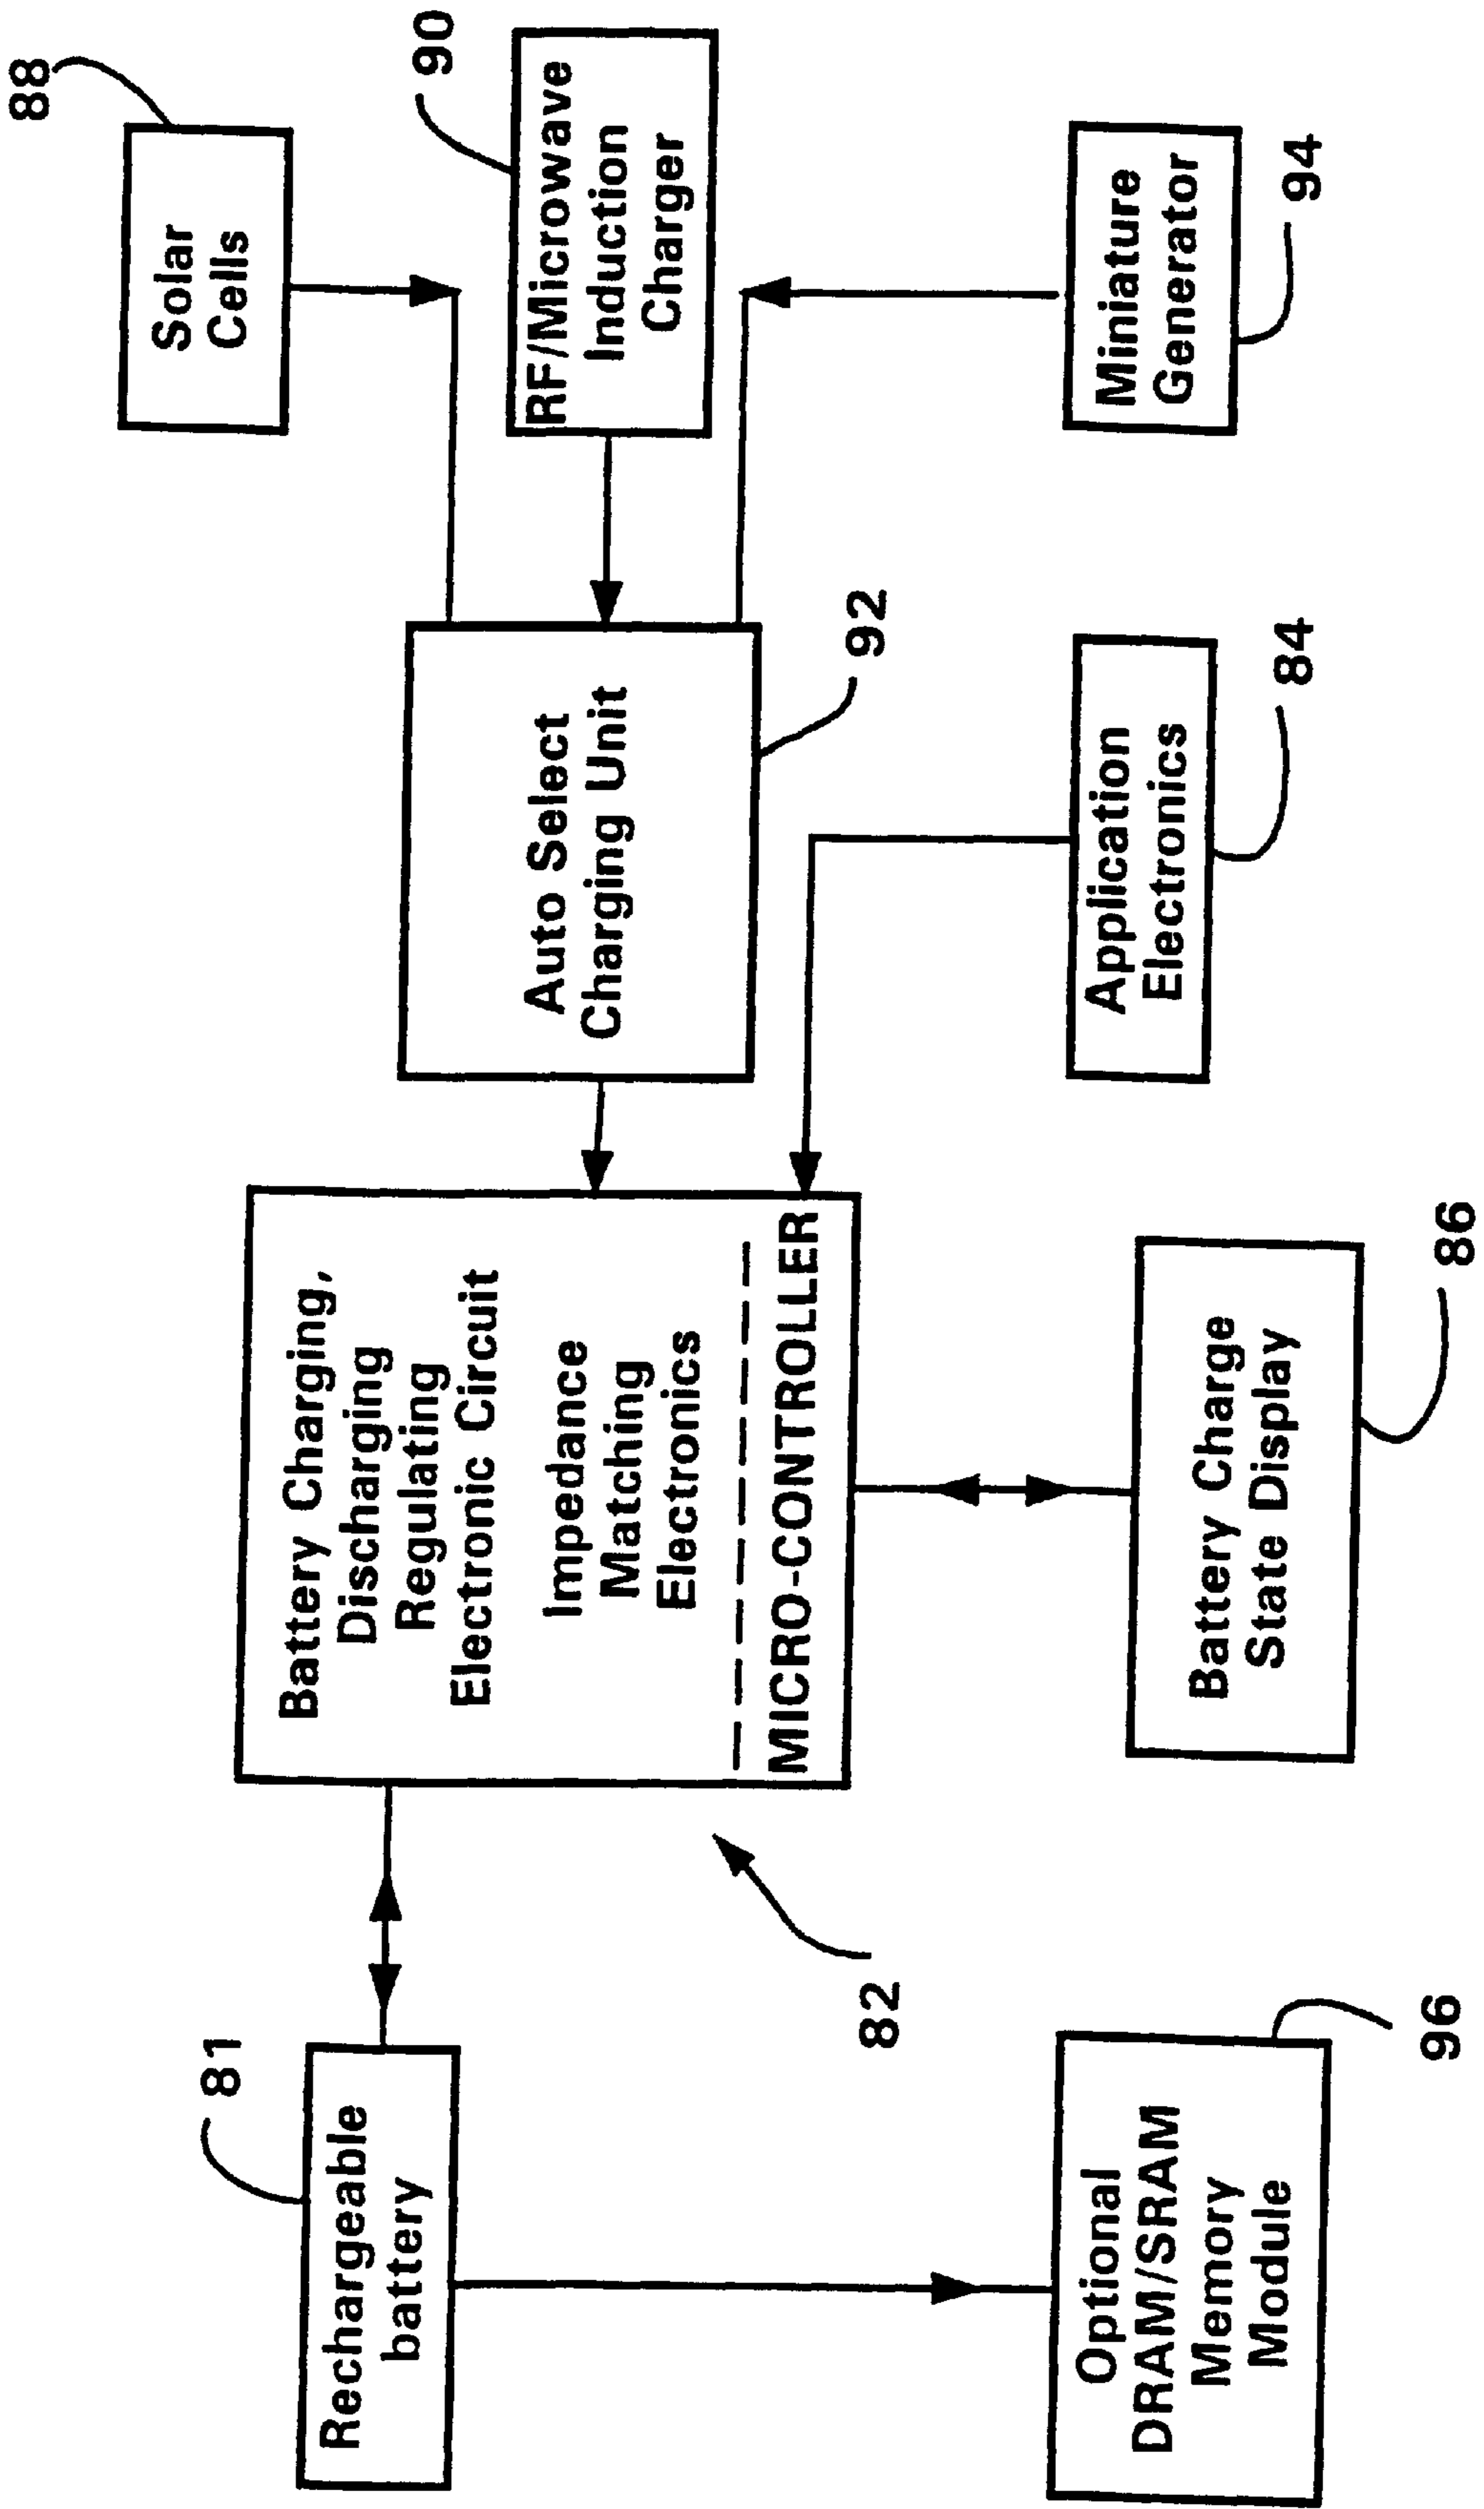 81
Rechargeable
battery
Battery Charging,
Discharging
Regulating
Electronic Circuit
Impedance
Matching
Electronics
MICRO-CONTROLLER
82
Auto Select
Charging Unit
92
Solar
Cells
88
RF/Microwave
Induction
Charger
90
Optional
DRAM/SRAM
Memory
Module
96
Battery Charge
State Display
86
Application
Electronics
84
Miniature
Generator
94